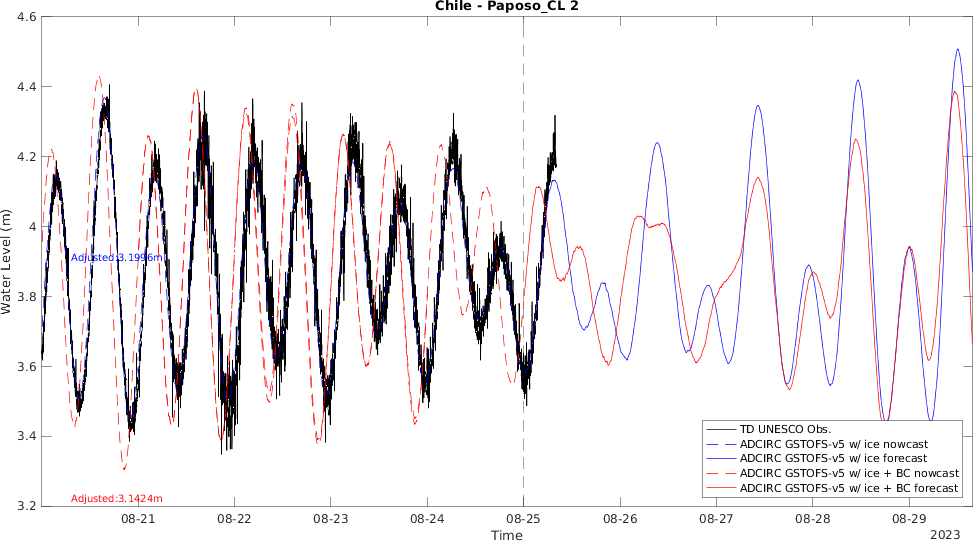 Chile - Paposo_CL 2
4.6
4.4
4.2
4
3.8
3.6
3.4
3.2
Water Level (m)
Adjusted:3.1996m
Adjusted:3.1424m
TD UNESCO Obs.
ADCIRC GSTOFS-v5 w/ ice nowcast
ADCIRC GSTOFS-v5 w/ ice forecast
ADCIRC GSTOFS-v5 w/ ice + BC nowcast
ADCIRC GSTOFS-v5 w/ ice + BC forecast
08-21 08-22 08-23 08-24 08-25 08-26 08-27 08-28 08-29
Time
2023